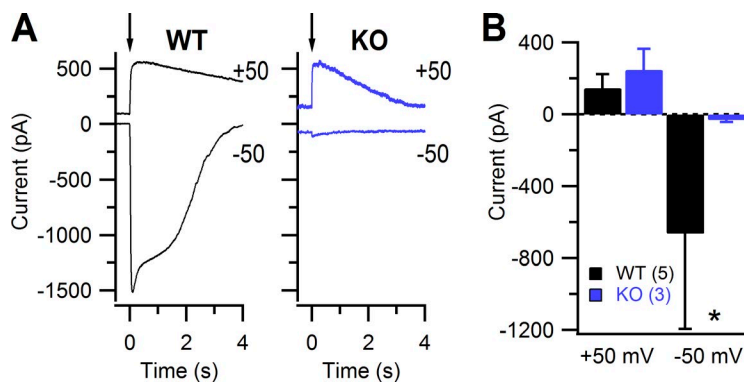 A
WT
KO
Current (pA)
500
0
-500
-1000
-1500
+50
-50
+50
-50
0
2
4
0
2
4
Time (s)
Time (s)
B
Current (pA)
400
0
-400
-800
-1200
WT (5)
KO (3)
*
+50 mV
-50 mV